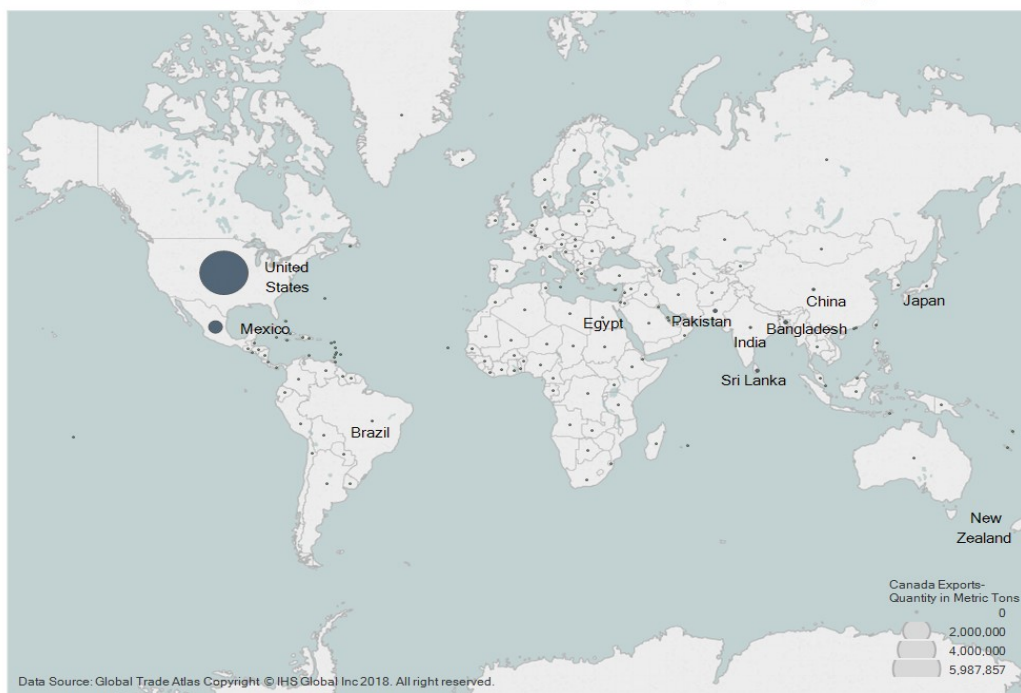 United
States
Mexico
Brazil
Egypt
Pakistan
India
Bangladesh
Sri Lanka
China
Japan
New
Zealand
Canada Exports-
Quantity in Metric Tons
0
2,000,000
4,000,000
5,987,857
Data Source: Global Trade Atlas Copyright © IHS Global Inc 2018. All right reserved.